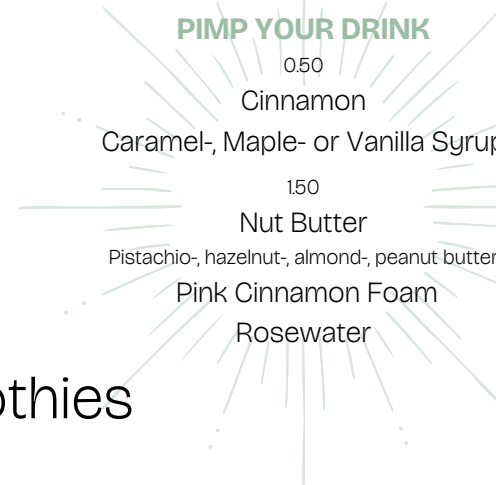 PIMP YOUR DRINK
0.50
Cinnamon
Caramel-, Maple- or Vanilla Syrup
1.50
Nut Butter
Pistachio-, hazelnut-, almond-, peanut butter
Pink Cinnamon Foam
Rosewater
othies